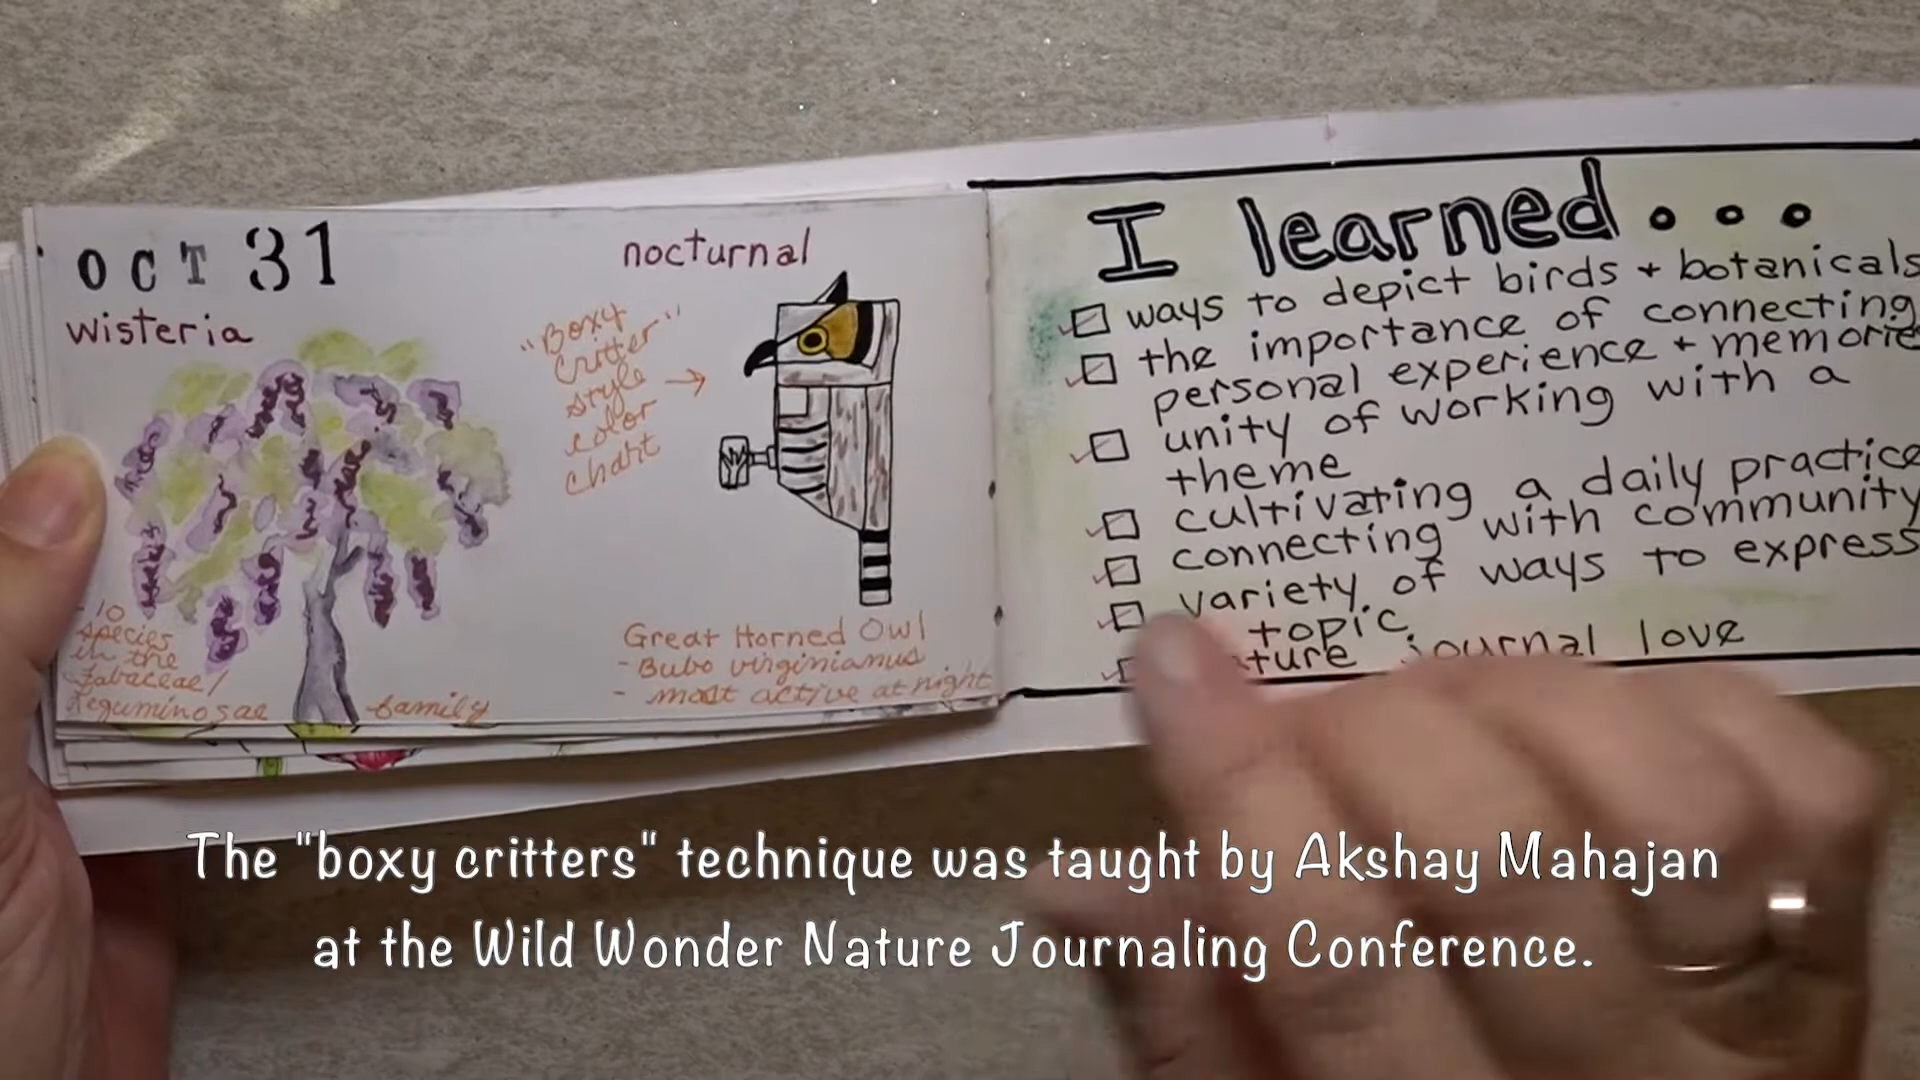 OCT 31
wisteria
- 10
species
in the
fabaceae/
leguminosae family
nocturnal
"Boxy
Critter"
style
color
chart
Great Horned Owl
- Bubo virginianus
- most active at night
I learned...
ways to depict birds + botanicals
the importance of connecting
personal experience + memorie
unity of working with a
theme
cultivating a daily practice
connecting with community
variety of ways to express
topic
journal love
The "boxy critters" technique was taught by Akshay Mahajan
at the Wild Wonder Nature Journaling Conference.